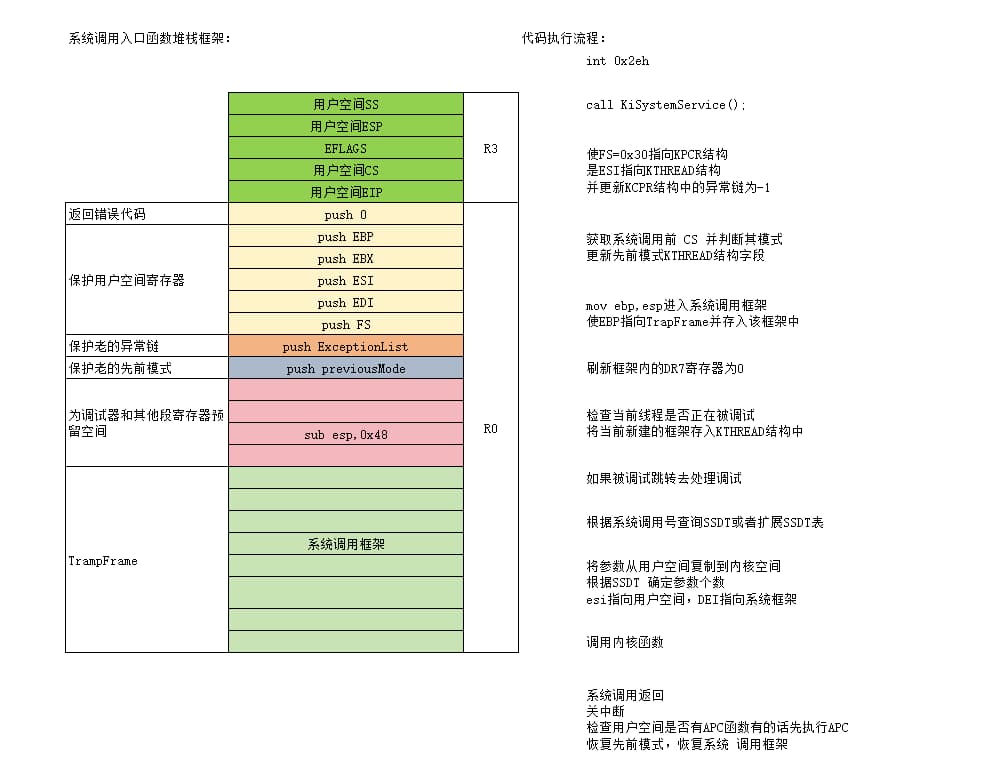 系统调用入口函数堆栈框架:
用户空间SS
用户空间ESP
EFLAGS
用户空间CS
用户空间EIP
R3
返回错误代码
push 0
保护用户空间寄存器
push EBP
push EBX
push ESI
push EDI
push FS
保护老的异常链
push ExceptionList
保护老的先前模式
push previousMode
为调试器和其他段寄存器预
留空间
sub esp,0x48
R0
TrampFrame
系统调用框架
代码执行流程:
int 0x2eh
call KiSystemService();
使FS=0x30指向KPCR结构
是ESI指向KTHREAD结构
并更新KCPR结构中的异常链为-1
获取系统调用前 CS 并判断其模式
更新先前模式KTHREAD结构字段
mov ebp,esp进入系统调用框架
使EBP指向TrapFrame并存入该框架中
刷新框架内的DR7寄存器为0
检查当前线程是否正在被调试
将当前新建的框架存入KTHREAD结构中
如果被调试跳转去处理调试
根据系统调用号查询SSDT或者扩展SSDT表
将参数从用户空间复制到内核空间
根据SSDT 确定参数个数
esi指向用户空间，DEI指向系统框架
调用内核函数
系统调用返回
关中断
检查用户空间是否有APC函数有的话先执行APC
恢复先前模式，恢复系统 调用框架